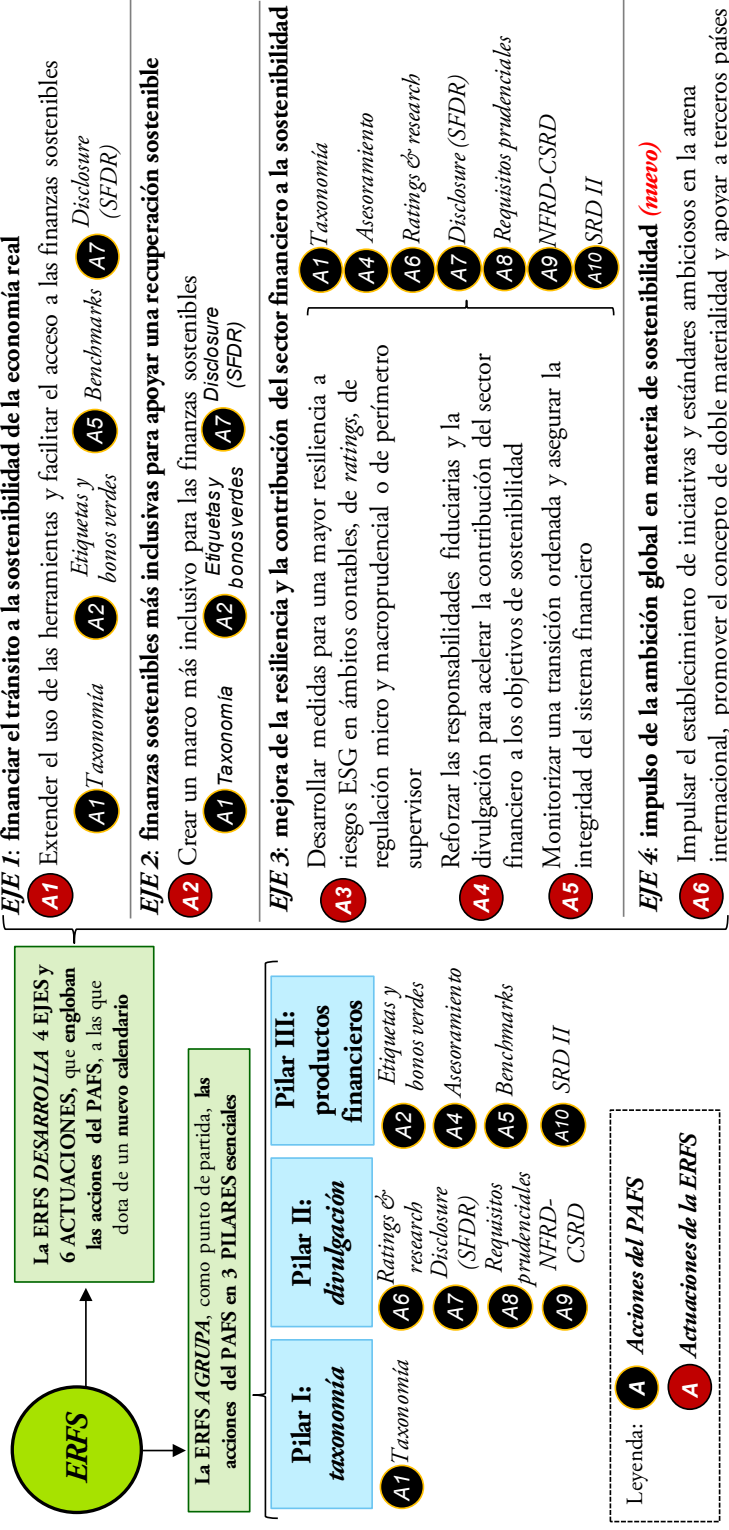 ERFS
La ERFS DESARROLLA 4 EJES y
6 ACTUACIONES, que engloban
las acciones del PAFS, a las que
dota de un nuevo calendario
La ERFS AGRUPA, como punto de partida, las
acciones del PAFS en 3 PILARES esenciales
Pilar I:
taxonomía
A1 Taxonomía
Pilar II:
divulgación
A6 Ratings &
research
A7 Disclosure
(SFDR)
A8 Requisitos
prudenciales
A9 NFRD-
CSRD
Pilar III:
productos
financieros
A2 Etiquetas y
bonos verdes
A4 Asesoramiento
A5 Benchmarks
A10 SRD II
Leyenda:
A Acciones del PAFS
A Actuaciones de la ERFS
EJE 1: financiar el tránsito a la sostenibilidad de la economía real
A1 Extender el uso de las herramientas y facilitar el acceso a las finanzas sostenibles
A1 Taxonomía
A2 Etiquetas y
bonos verdes
A5 Benchmarks
A7 Disclosure
(SFDR)
EJE 2: finanzas sostenibles más inclusivas para apoyar una recuperación sostenible
A2 Crear un marco más inclusivo para las finanzas sostenibles
A1 Taxonomía
A2 Etiquetas y
bonos verdes
A7 Disclosure
(SFDR)
EJE 3: mejora de la resiliencia y la contribución del sector financiero a la sostenibilidad
A3 Desarrollar medidas para una mayor resiliencia a
riesgos ESG en ámbitos contables, de ratings, de
regulación micro y macroprudencial o de perímetro
supervisor
A4 Reforzar las responsabilidades fiduciarias y la
divulgación para acelerar la contribución del sector
financiero a los objetivos de sostenibilidad
A5 Monitorizar una transición ordenada y asegurar la
integridad del sistema financiero
A1 Taxonomía
A4 Asesoramiento
A6 Ratings & research
A7 Disclosure (SFDR)
A8 Requisitos prudenciales
A9 NFRD-CSRD
A10 SRD II
EJE 4: impulso de la ambición global en materia de sostenibilidad (nuevo)
A6 Impulsar el establecimiento de iniciativas y estándares ambiciosos en la arena
internacional, promover el concepto de doble materialidad y apoyar a terceros países